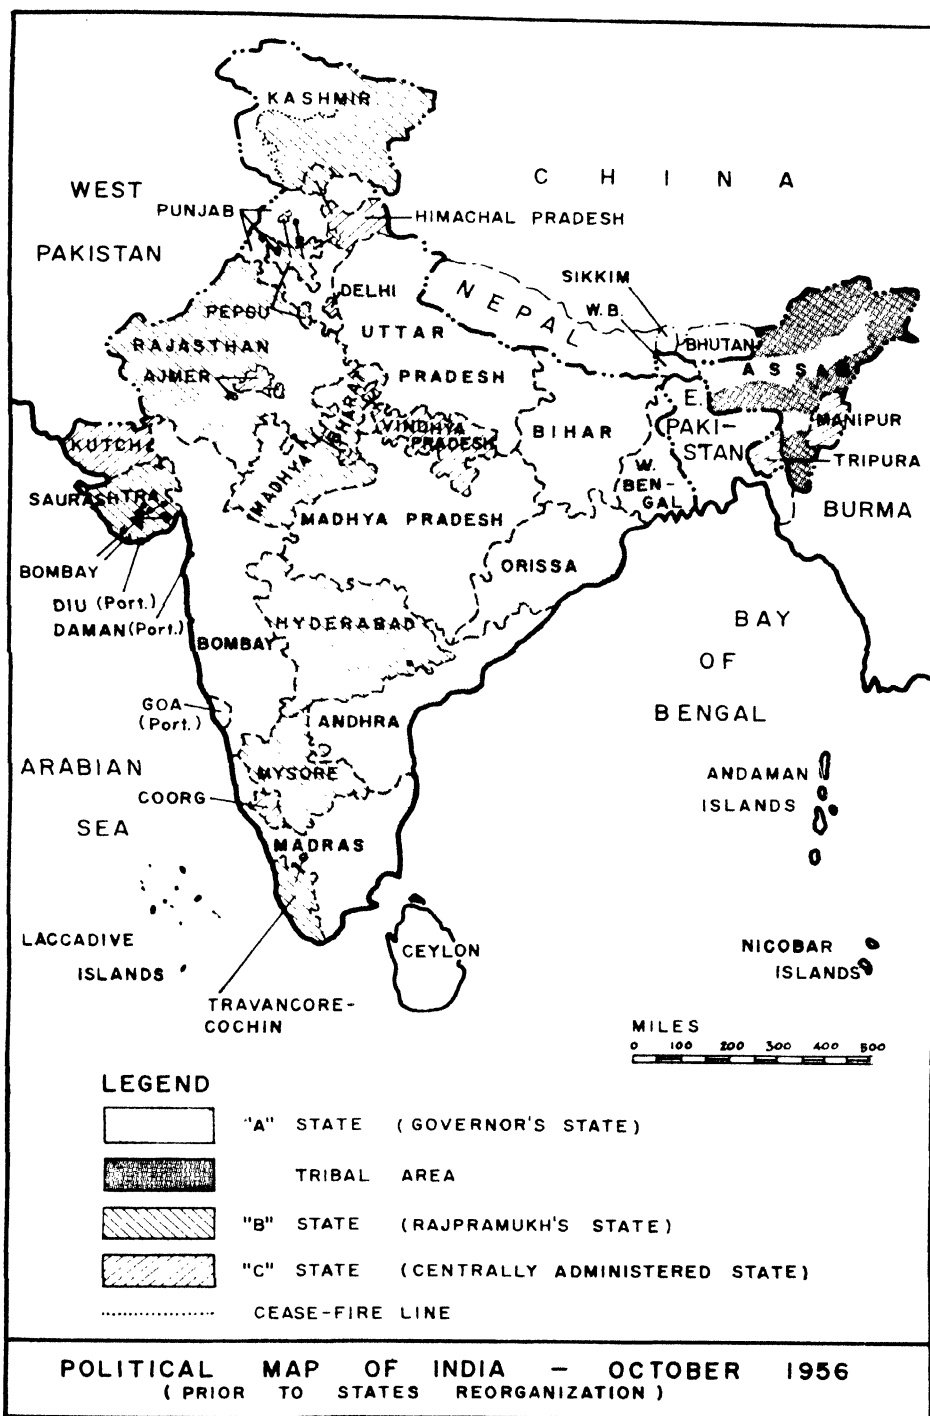 KASHMIR
CHINA
WEST
PAKISTAN
PUNJAB
HIMACHAL PRADESH
SIKKIM
W.B.
NEPAL
BHUTAN
DELHI
PEPSU
UTTAR
PRADESH
RAJASTHAN
AJMER
ASSAM
E.
PAKI-
STAN
MANIPUR
TRIPURA
BURMA
KUTCH
MADHYA BHARAT
VINDHYA
PRADESH
BIHAR
W.
BEN-
GAL
SAURASHTRA
MADHYA PRADESH
BOMBAY
DIU (Port.)
DAMAN (Port.)
ORISSA
HYDERABAD
BOMBAY
BAY
OF
BENGAL
GOA
(Port.)
ANDHRA
ARABIAN
SEA
MYSORE
COORG
MADRAS
ANDAMAN
ISLANDS
LACCADIVE
ISLANDS
CEYLON
NICOBAR
ISLANDS
TRAVANCORE-
COCHIN
MILES
0 100 200 300 400 500
LEGEND
"A" STATE (GOVERNOR'S STATE)
TRIBAL AREA
"B" STATE (RAJPRAMUKH'S STATE)
"C" STATE (CENTRALLY ADMINISTERED STATE)
CEASE-FIRE LINE
POLITICAL MAP OF INDIA — OCTOBER 1956
(PRIOR TO STATES REORGANIZATION)